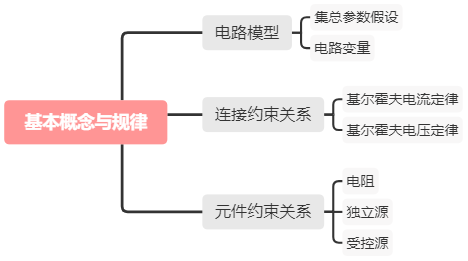 基本概念与规律
电路模型
集总参数假设
电路变量
连接约束关系
基尔霍夫电流定律
基尔霍夫电压定律
元件约束关系
电阻
独立源
受控源